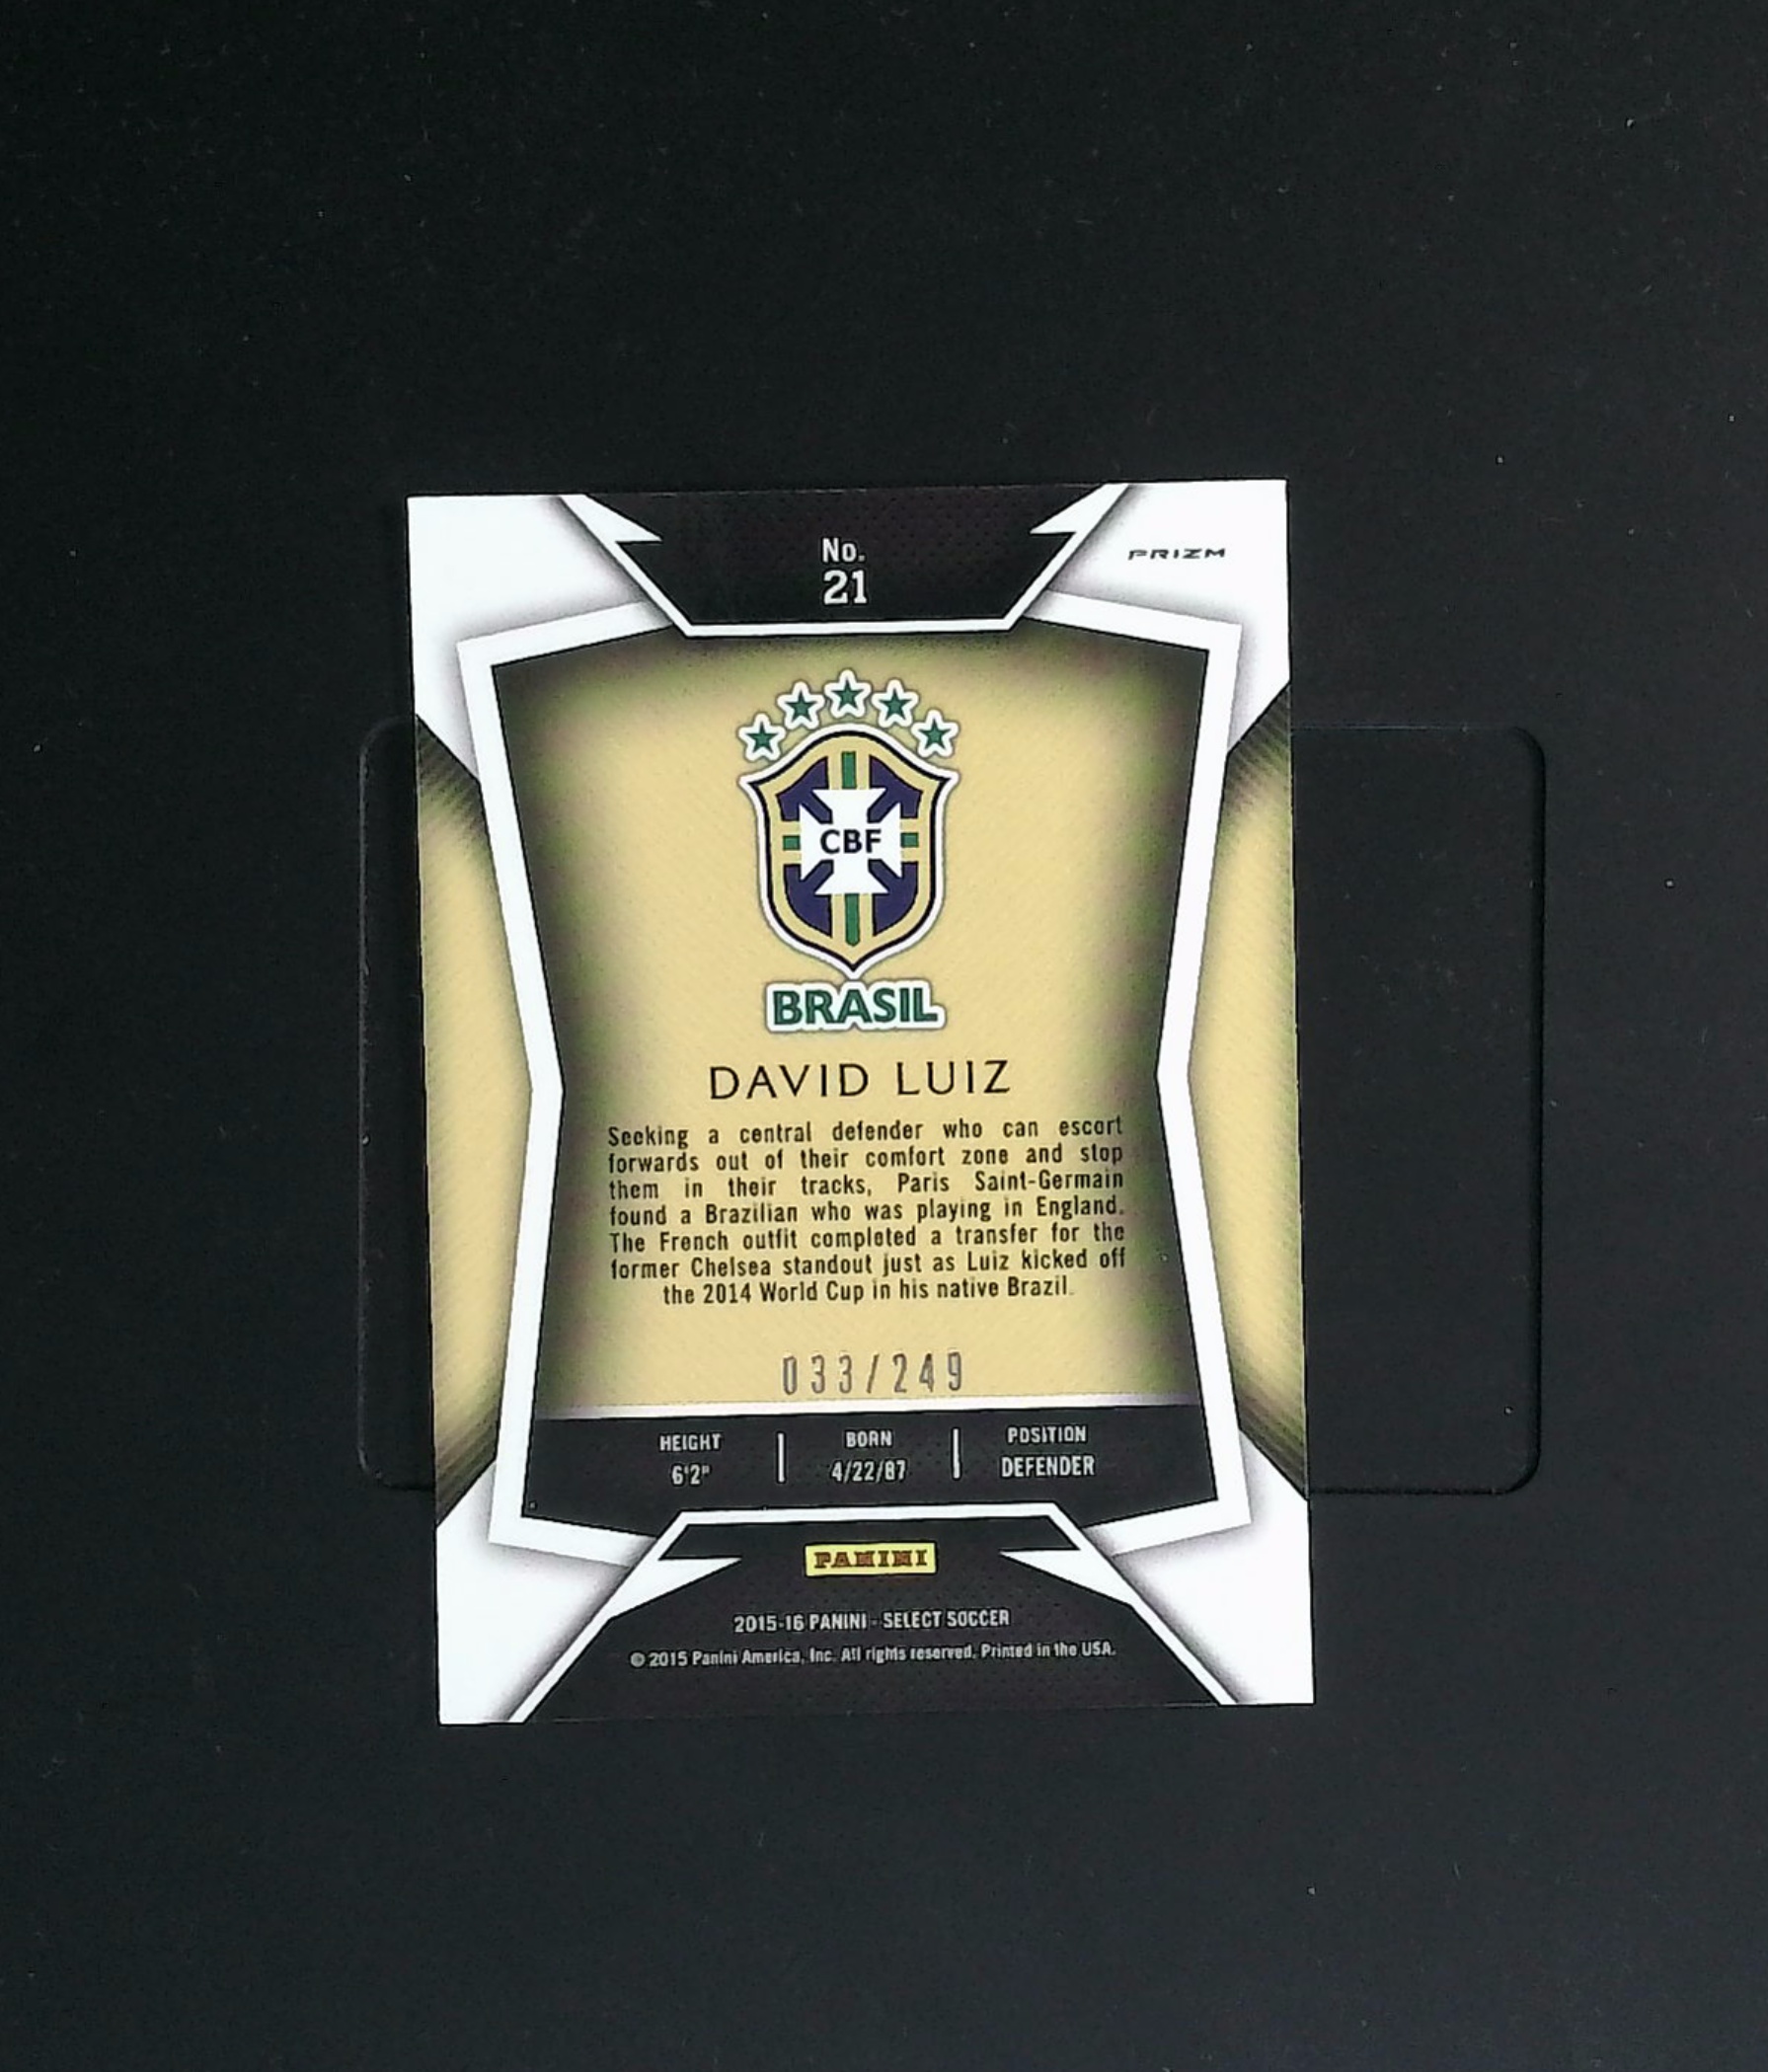 No.
21
PRIZM
CBF
BRASIL
DAVID LUIZ
Seeking a central defender who can escort
forwards out of their comfort zone and stop
them in their tracks, Paris Saint-Germain
found a Brazilian who was playing in England.
The French outfit completed a transfer for the
former Chelsea standout just as Luiz kicked off
the 2014 World Cup in his native Brazil.
033/249
HEIGHT
6'2"
BORN
4/22/87
POSITION
DEFENDER
PANINI
2015-16 PANINI - SELECT SOCCER
© 2015 Panini America, Inc. All rights reserved. Printed in the USA.